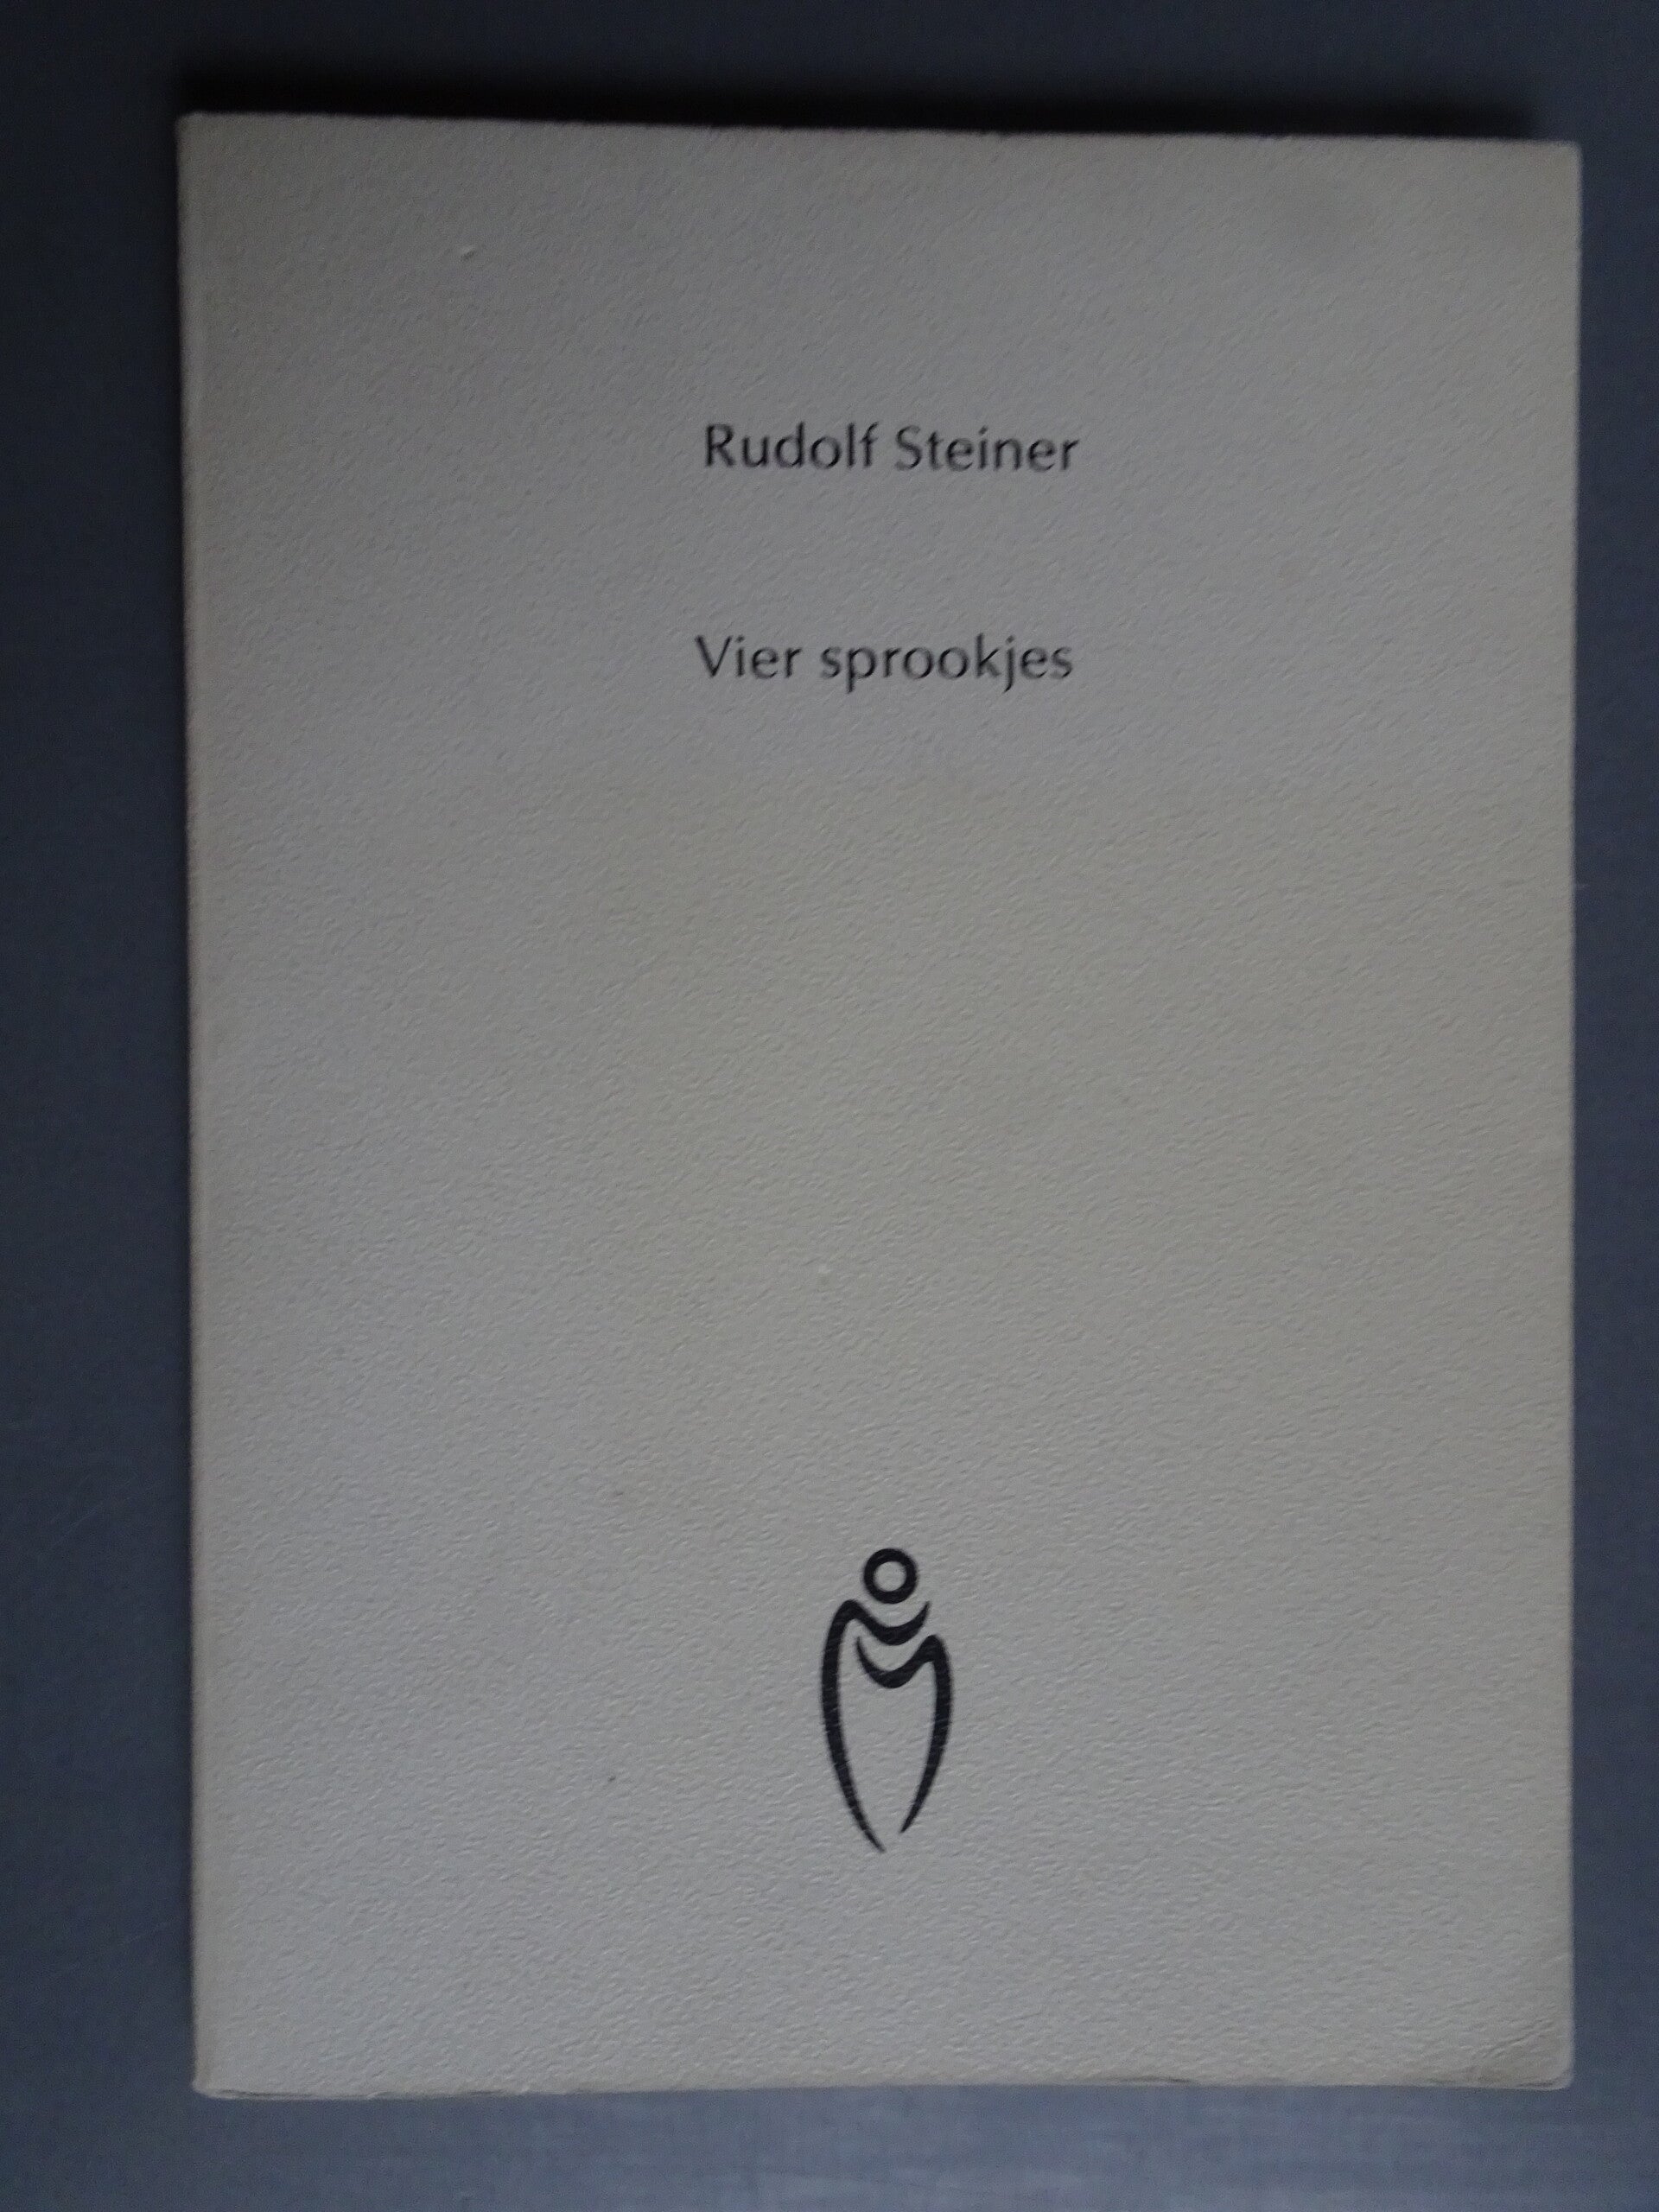 Rudolf Steiner
Vier sprookjes